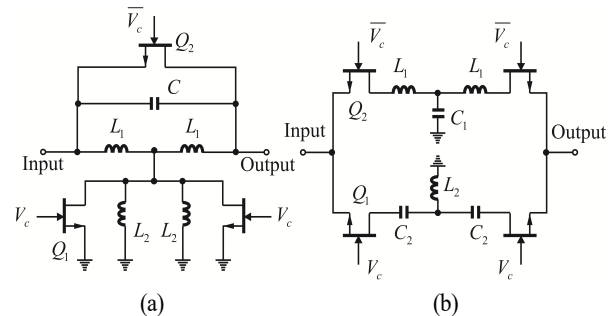 V̅c̅
Q₂
C
L₁ L₁
Input Output
Vc Q₁ L₂ L₂ Vc
(a)
V̅c̅ V̅c̅
L₁ L₁
Q₂
C₁
Input Output
L₂
Q₁
C₂ C₂
Vc Vc
(b)